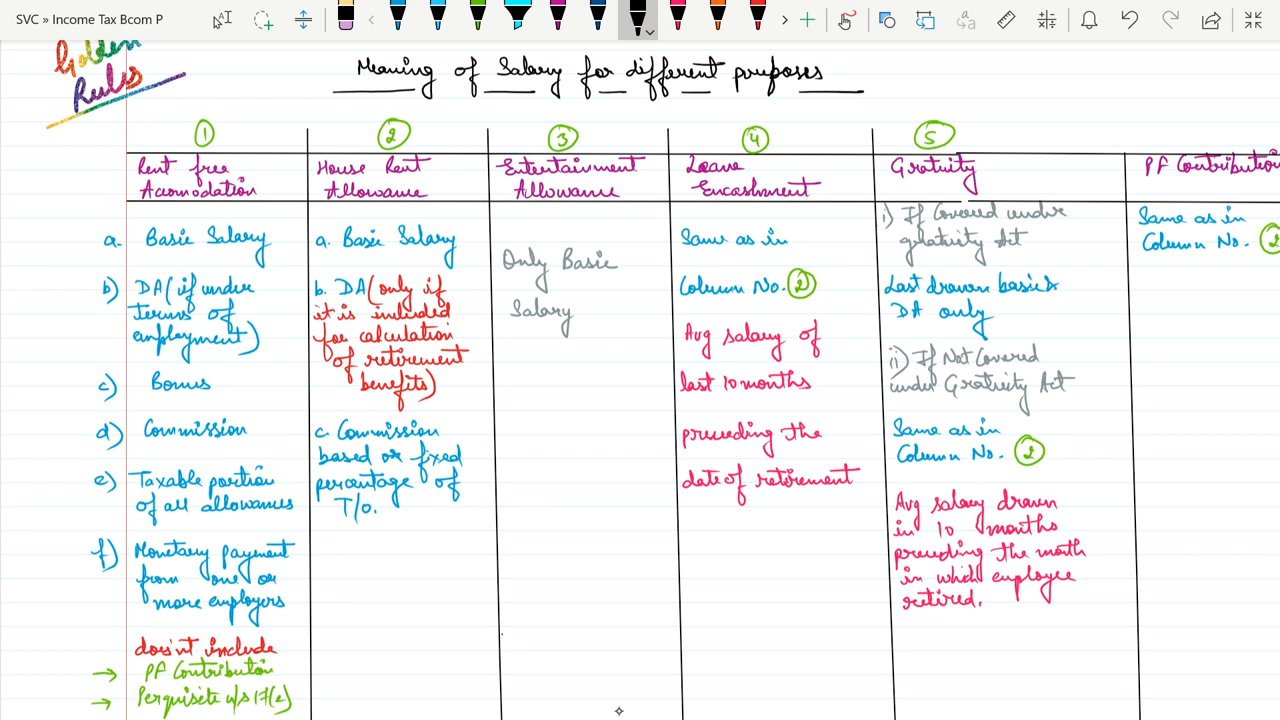 SVC » Income Tax Bcom P
Golden
Rules
Meaning of Salary for different purposes
1
2
3
4
5
Rent free
Acomodation
House Rent
Allowance
Entertainment
Allowance
Leave
Encashment
Gratuity
PF Contribution
a. Basic Salary
b) DA (if under
terms of
employment)
c) Bonus
d) Commission
e) Taxable portion
of all allowances
f) Monetary payment
from one or
more employers
doesn't include
→ PF Contribution
→ Perquisite u/s 17(2)
a. Basic Salary
b. DA (only if
it is included
for calculation
of retirement
benefits)
c. Commission
based on fixed
percentage of
T/o.
Only Basic
Salary
Same as in
Column No. 2
Avg salary of
last 10 months
preceding the
date of retirement
i) If Covered under
gratuity Act
Last drawn basic &
DA only
ii) If Not Covered
under Gratuity Act
Same as in
Column No. 2
Avg salary drawn
in 10 months
preceding the month
in which employee
retired.
Same as in
Column No. 2